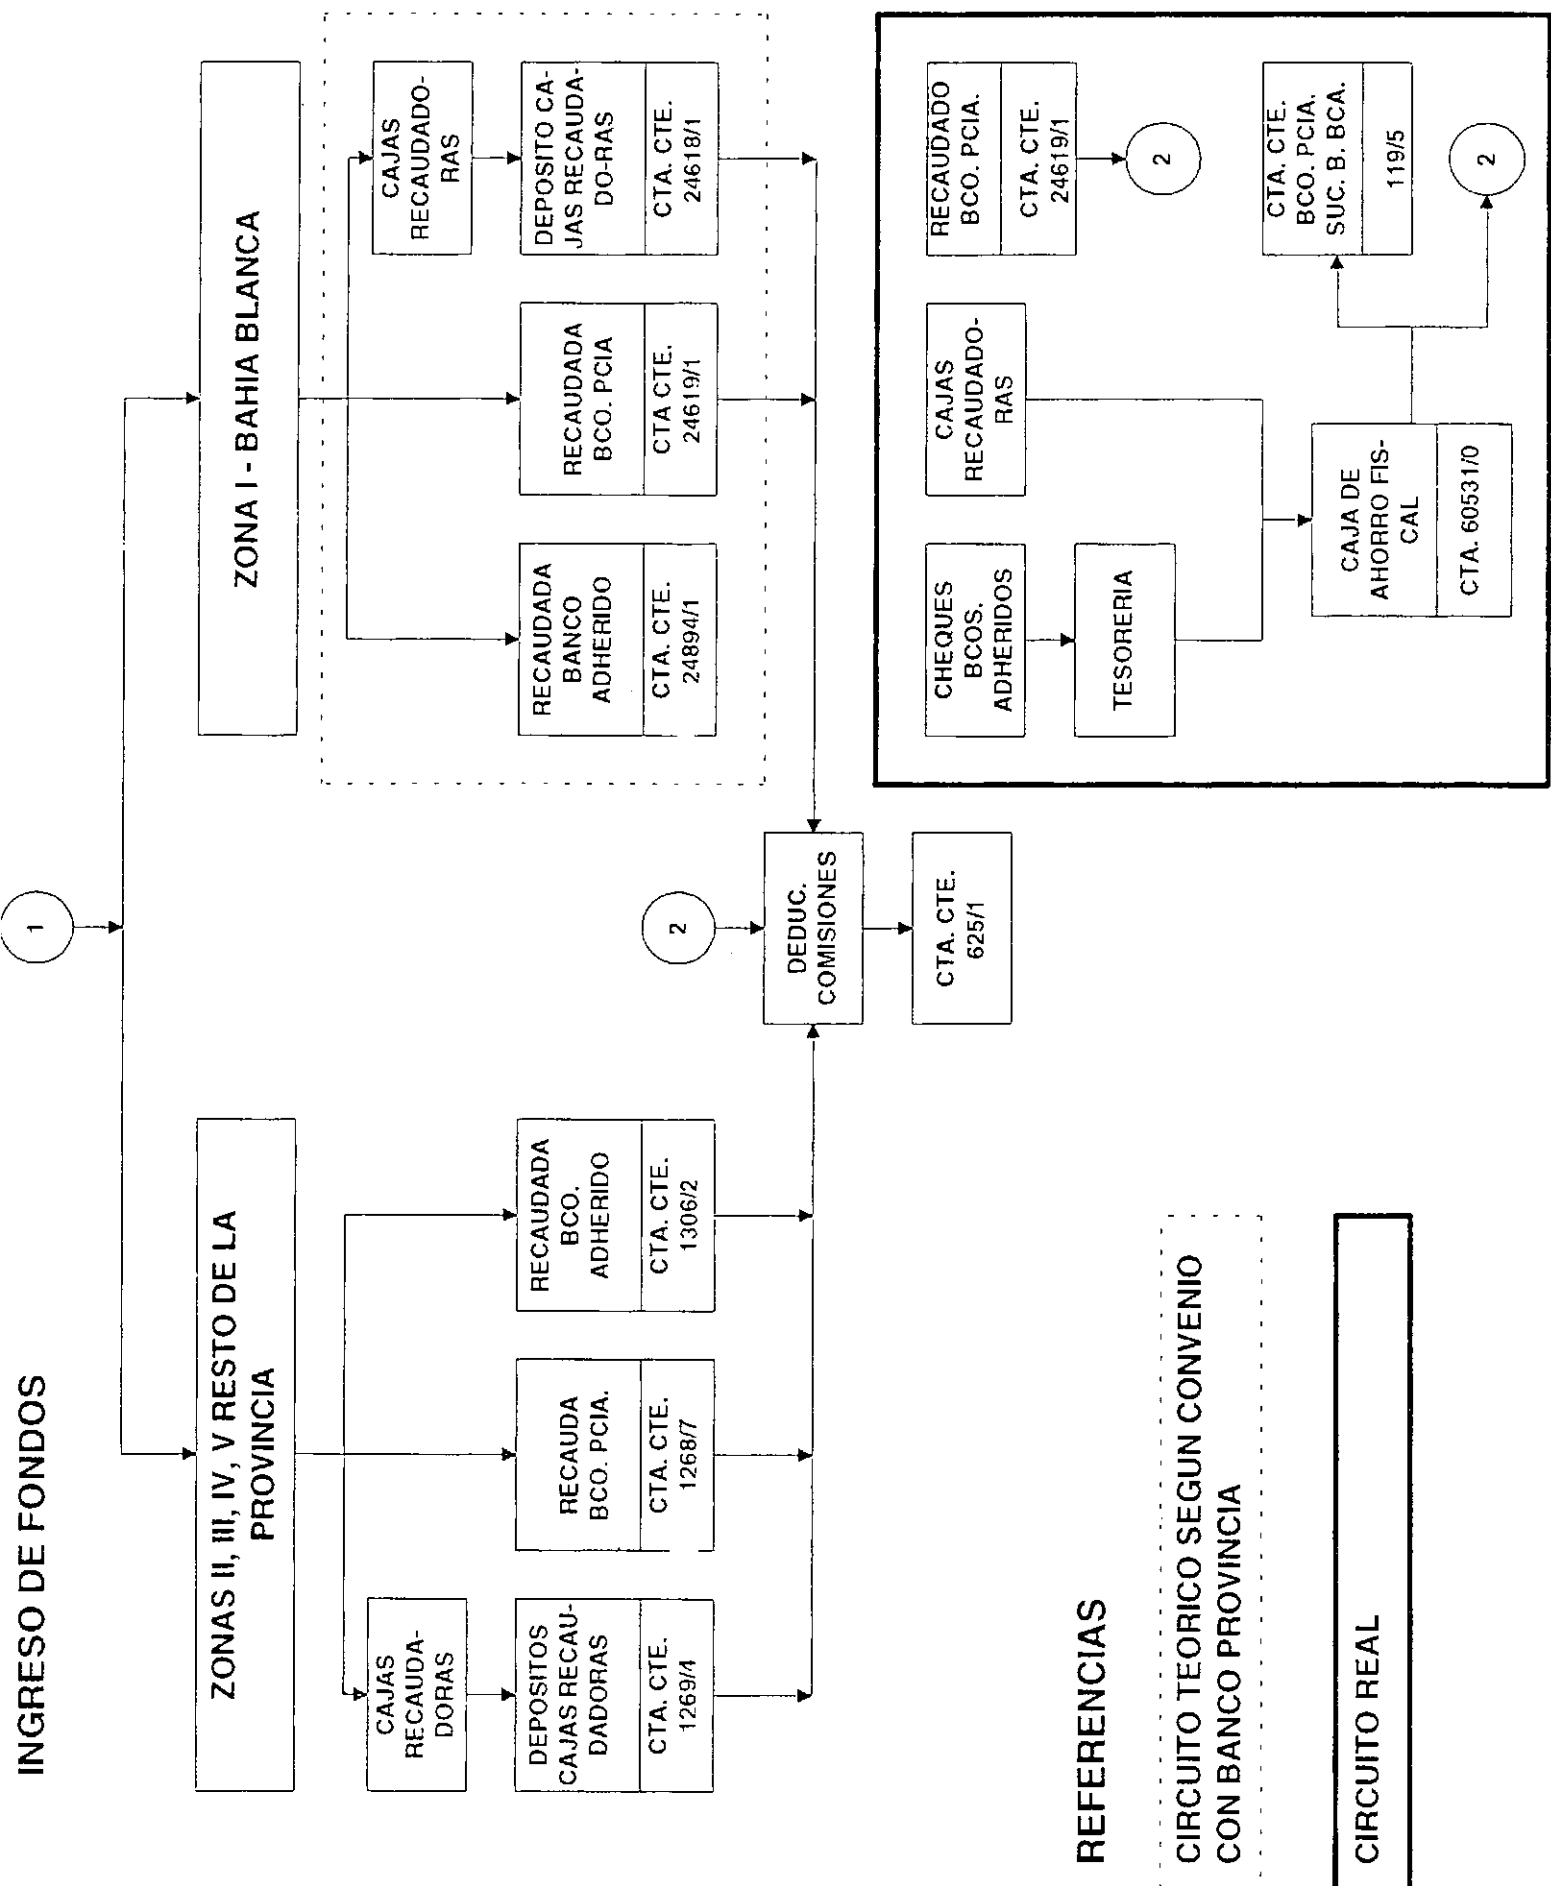 INGRESO DE FONDOS
1
ZONAS II, III, IV, V RESTO DE LA
PROVINCIA
CAJAS
RECAUDA-
DORAS
DEPOSITOS
CAJAS RECAU-
DADORAS
CTA. CTE.
1269/4
RECAUDA
BCO. PCIA.
CTA. CTE.
1268/7
RECAUDADA
BCO.
ADHERIDO
CTA. CTE.
1306/2
ZONA I - BAHIA BLANCA
RECAUDADA
BANCO
ADHERIDO
CTA. CTE.
24894/1
RECAUDADA
BCO. PCIA
CTA CTE.
24619/1
CAJAS
RECAUDADO-
RAS
DEPOSITO CA-
JAS RECAUDA-
DO-RAS
CTA. CTE.
24618/1
2
DEDUC.
COMISIONES
CTA. CTE.
625/1
CHEQUES
BCOS.
ADHERIDOS
TESORERIA
CAJAS
RECAUDADO-
RAS
RECAUDADO
BCO. PCIA.
CTA. CTE.
24619/1
2
CAJA DE
AHORRO FIS-
CAL
CTA. 60531/0
CTA. CTE.
BCO. PCIA.
SUC. B. BCA.
119/5
2
REFERENCIAS
CIRCUITO TEORICO SEGUN CONVENIO
CON BANCO PROVINCIA
CIRCUITO REAL